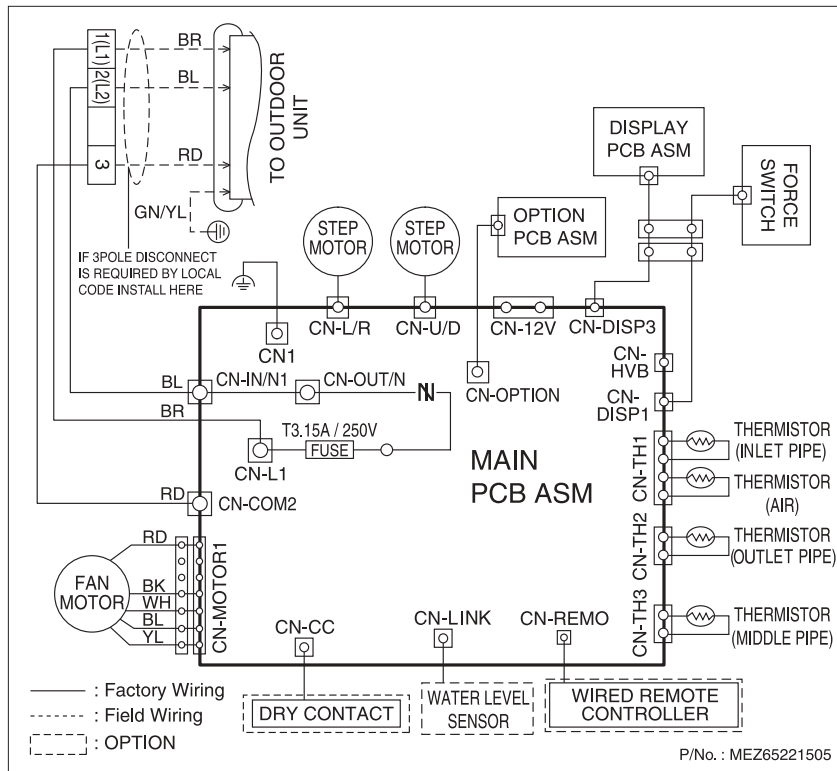 1(L1)
2(L2)
3
BR
BL
RD
GN/YL
TO OUTDOOR
UNIT
IF 3POLE DISCONNECT
IS REQUIRED BY LOCAL
CODE INSTALL HERE
STEP
MOTOR
STEP
MOTOR
OPTION
PCB ASM
DISPLAY
PCB ASM
FORCE
SWITCH
CN1
CN-L/R
CN-U/D
CN-12V
CN-DISP3
CN-
HVB
CN-OPTION
CN-
DISP1
BL
CN-IN/N1
CN-OUT/N
BR
T3.15A / 250V
FUSE
CN-L1
MAIN
PCB ASM
CN-TH1
THERMISTOR
(INLET PIPE)
THERMISTOR
(AIR)
CN-TH2
THERMISTOR
(OUTLET PIPE)
CN-TH3
THERMISTOR
(MIDDLE PIPE)
RD
CN-COM2
RD
BK
WH
BL
YL
FAN
MOTOR
CN-MOTOR1
CN-CC
CN-LINK
CN-REMO
DRY CONTACT
WATER LEVEL
SENSOR
WIRED REMOTE
CONTROLLER
: Factory Wiring
: Field Wiring
: OPTION
P/No. : MEZ65221505